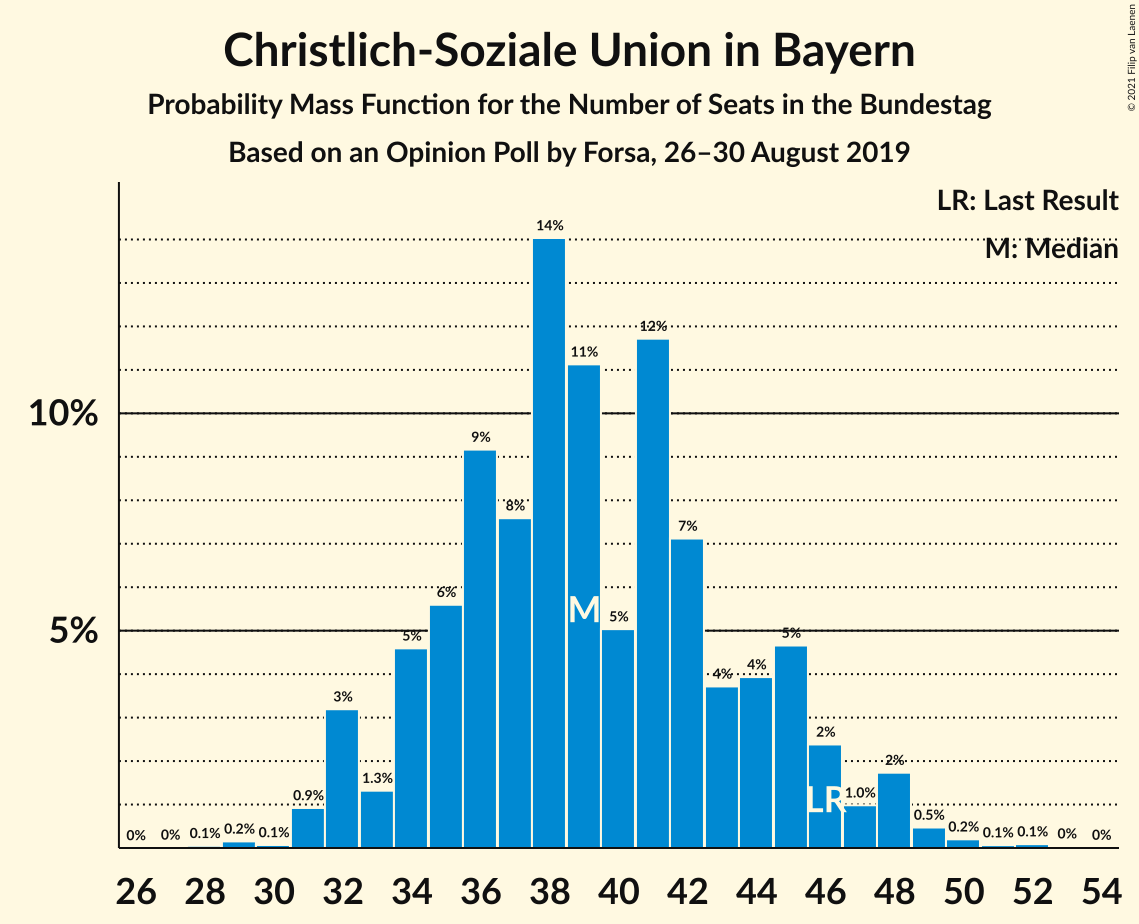 Christlich-Soziale Union in Bayern
Probability Mass Function for the Number of Seats in the Bundestag
Based on an Opinion Poll by Forsa, 26–30 August 2019
© 2021 Filip van Laenen
LR: Last Result
M: Median
10%
5%
0% 0% 0.1% 0.2% 0.1% 0.9% 3% 1.3% 5% 6% 9% 8% 14% 11% 5% 12% 7% 4% 4% 5% 2% 1.0% 2% 0.5% 0.2% 0.1% 0.1% 0% 0%
M
LR
26 28 30 32 34 36 38 40 42 44 46 48 50 52 54